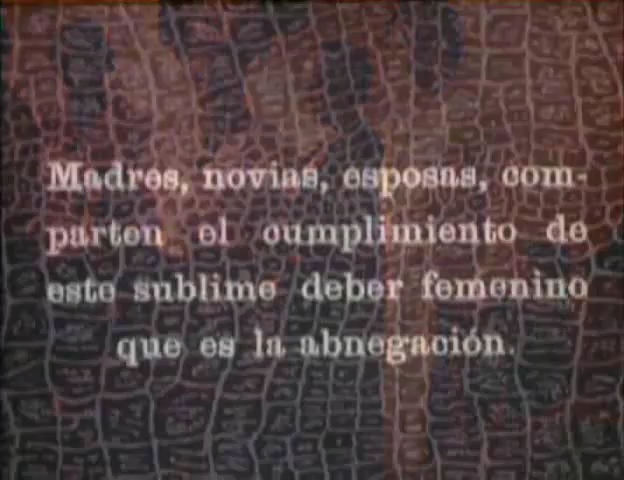 Madres, novias, esposas, com-
parten el cumplimiento de
este sublime deber femenino
que es la abnegación.